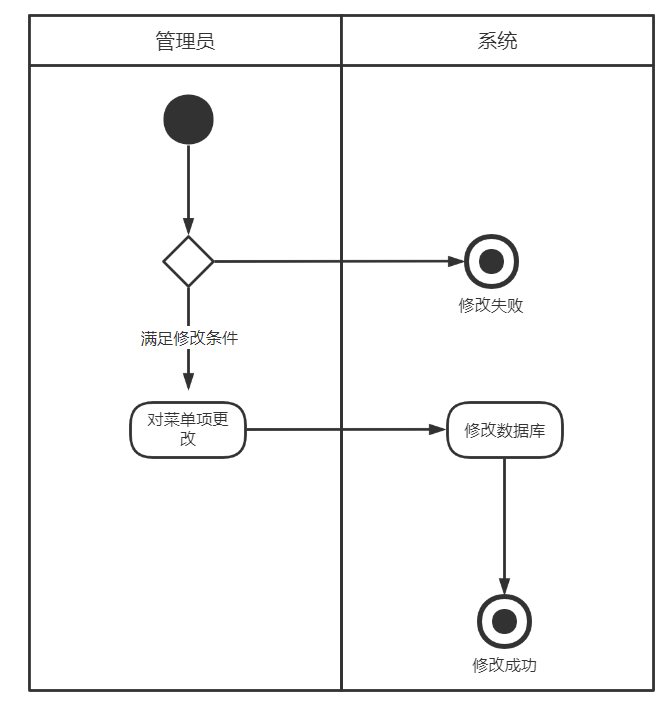 管理员
系统
修改失败
满足修改条件
对菜单项更
改
修改数据库
修改成功